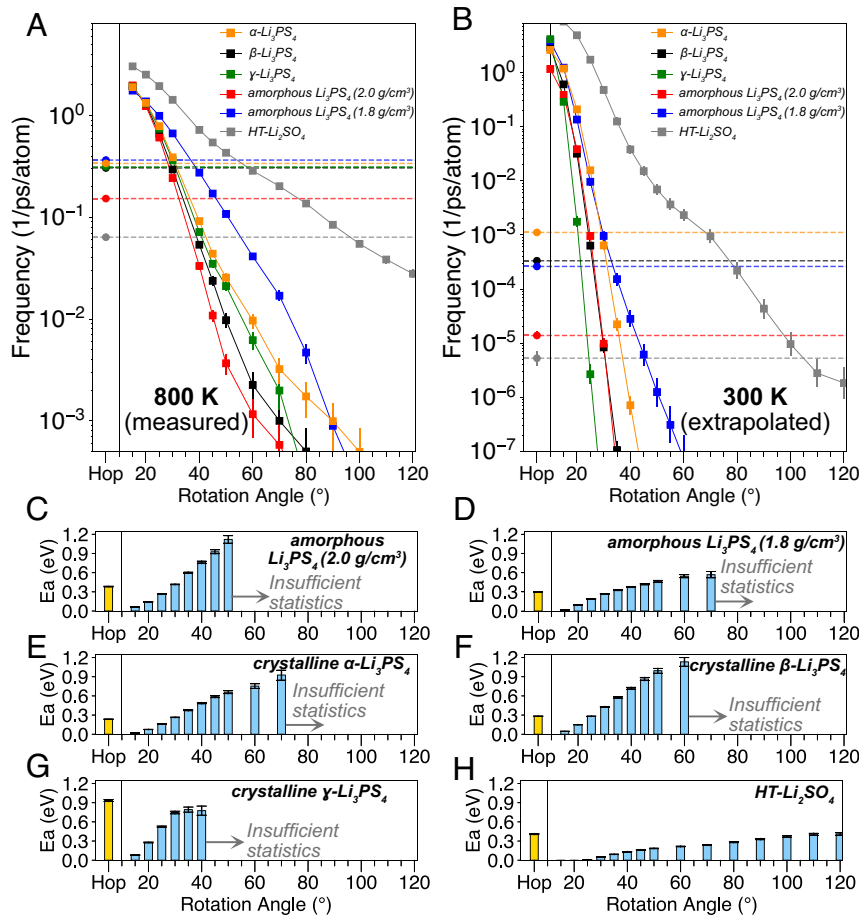 A
B
α-Li₃PS₄
β-Li₃PS₄
γ-Li₃PS₄
amorphous Li₃PS₄ (2.0 g/cm³)
amorphous Li₃PS₄ (1.8 g/cm³)
HT-Li₂SO₄
α-Li₃PS₄
β-Li₃PS₄
γ-Li₃PS₄
amorphous Li₃PS₄ (2.0 g/cm³)
amorphous Li₃PS₄ (1.8 g/cm³)
HT-Li₂SO₄
Frequency (1/ps/atom)
10⁰
10⁻¹
10⁻²
10⁻³
800 K
(measured)
Hop 20 40 60 80 100 120
Rotation Angle (°)
Frequency (1/ps/atom)
10⁰
10⁻¹
10⁻²
10⁻³
10⁻⁴
10⁻⁵
10⁻⁶
10⁻⁷
300 K
(extrapolated)
Hop 20 40 60 80 100 120
Rotation Angle (°)
C
Ea (eV)
1.2
0.9
0.6
0.3
0.0
amorphous
Li₃PS₄ (2.0 g/cm³)
Insufficient
statistics
Hop 20 40 60 80 100 120
D
Ea (eV)
1.2
0.9
0.6
0.3
0.0
amorphous Li₃PS₄ (1.8 g/cm³)
Insufficient
statistics
Hop 20 40 60 80 100 120
E
Ea (eV)
1.2
0.9
0.6
0.3
0.0
crystalline α-Li₃PS₄
Insufficient
statistics
Hop 20 40 60 80 100 120
F
Ea (eV)
1.2
0.9
0.6
0.3
0.0
crystalline β-Li₃PS₄
Insufficient
statistics
Hop 20 40 60 80 100 120
G
Ea (eV)
1.2
0.9
0.6
0.3
0.0
crystalline γ-Li₃PS₄
Insufficient
statistics
Hop 20 40 60 80 100 120
Rotation Angle (°)
H
Ea (eV)
1.2
0.9
0.6
0.3
0.0
HT-Li₂SO₄
Hop 20 40 60 80 100 120
Rotation Angle (°)